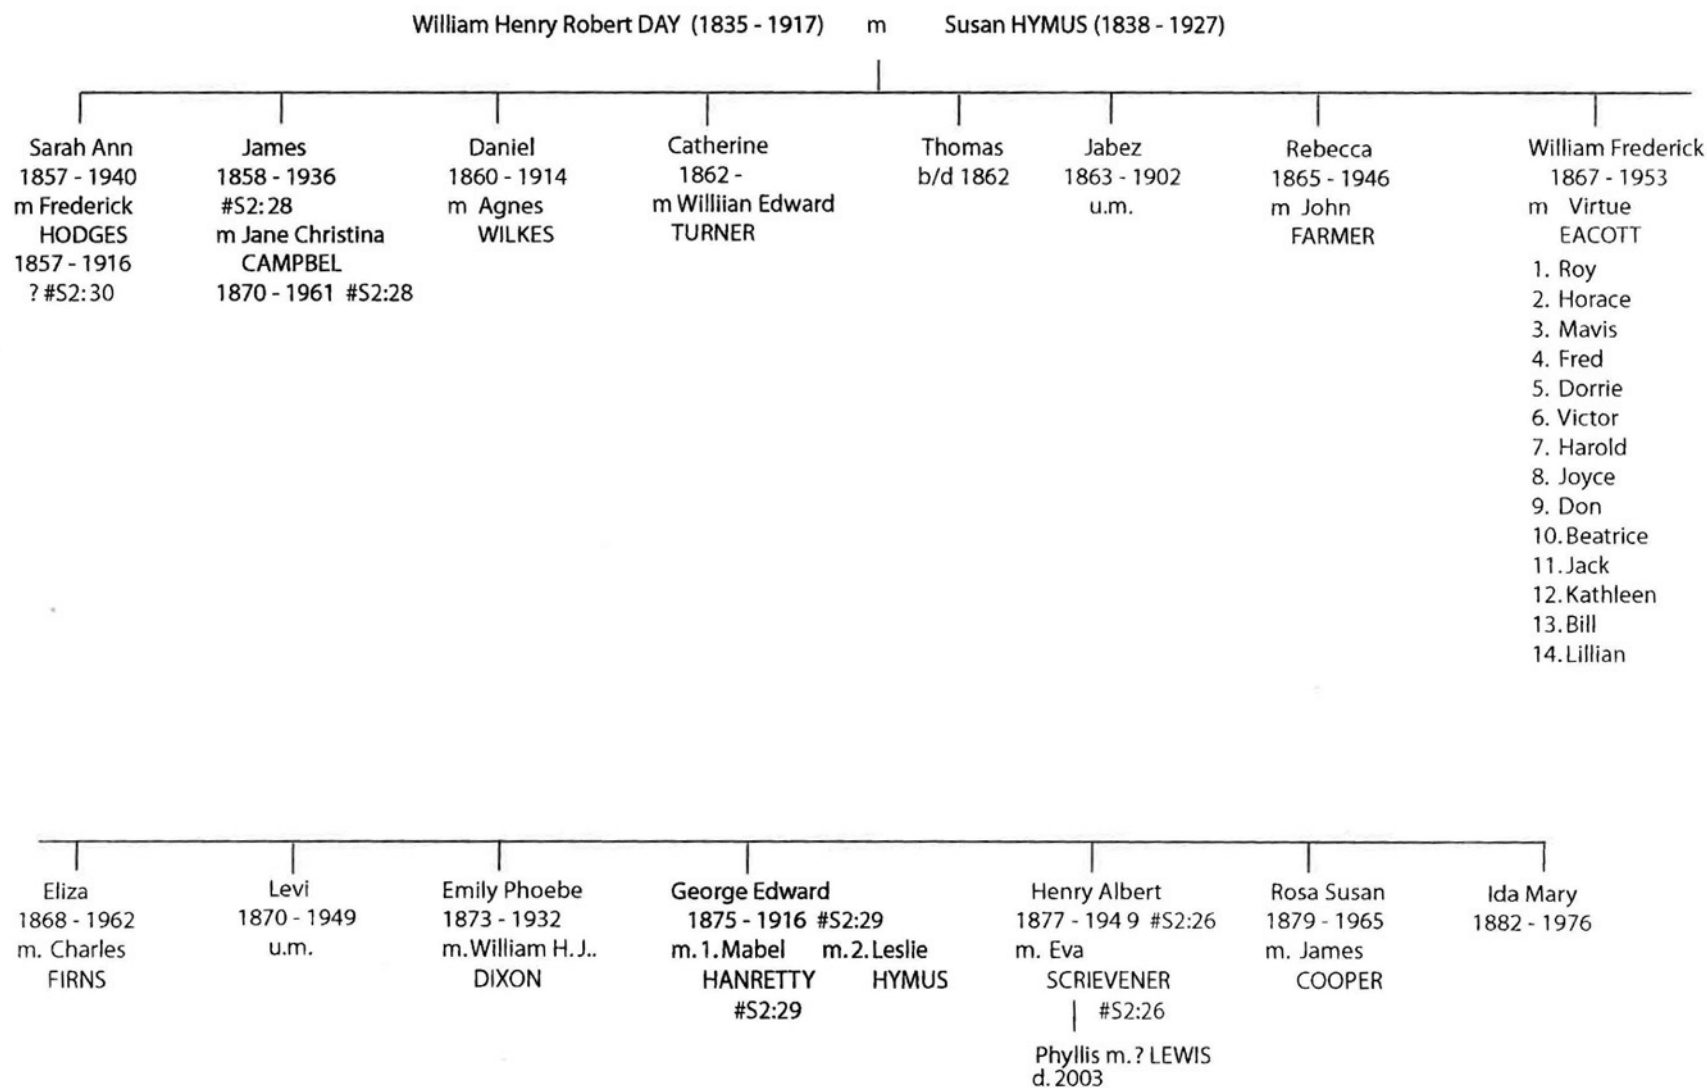 William Henry Robert DAY (1835 - 1917) m Susan HYMUS (1838 - 1927)
Sarah Ann
1857 - 1940
m Frederick
HODGES
1857 - 1916
? #S2:30
James
1858 - 1936
#S2:28
m Jane Christina
CAMPBEL
1870 - 1961 #S2:28
Daniel
1860 - 1914
m Agnes
WILKES
Catherine
1862 -
m Williian Edward
TURNER
Thomas
b/d 1862
Jabez
1863 - 1902
u.m.
Rebecca
1865 - 1946
m John
FARMER
William Frederick
1867 - 1953
m Virtue
EACOTT
1. Roy
2. Horace
3. Mavis
4. Fred
5. Dorrie
6. Victor
7. Harold
8. Joyce
9. Don
10. Beatrice
11. Jack
12. Kathleen
13. Bill
14. Lillian
Eliza
1868 - 1962
m. Charles
FIRNS
Levi
1870 - 1949
u.m.
Emily Phoebe
1873 - 1932
m. William H. J..
DIXON
George Edward
1875 - 1916 #S2:29
m. 1. Mabel m. 2. Leslie
HANRETTY HYMUS
#S2:29
Henry Albert
1877 - 194 9 #S2:26
m. Eva
SCRIEVENER
#S2:26
Phyllis m. ? LEWIS
d. 2003
Rosa Susan
1879 - 1965
m. James
COOPER
Ida Mary
1882 - 1976